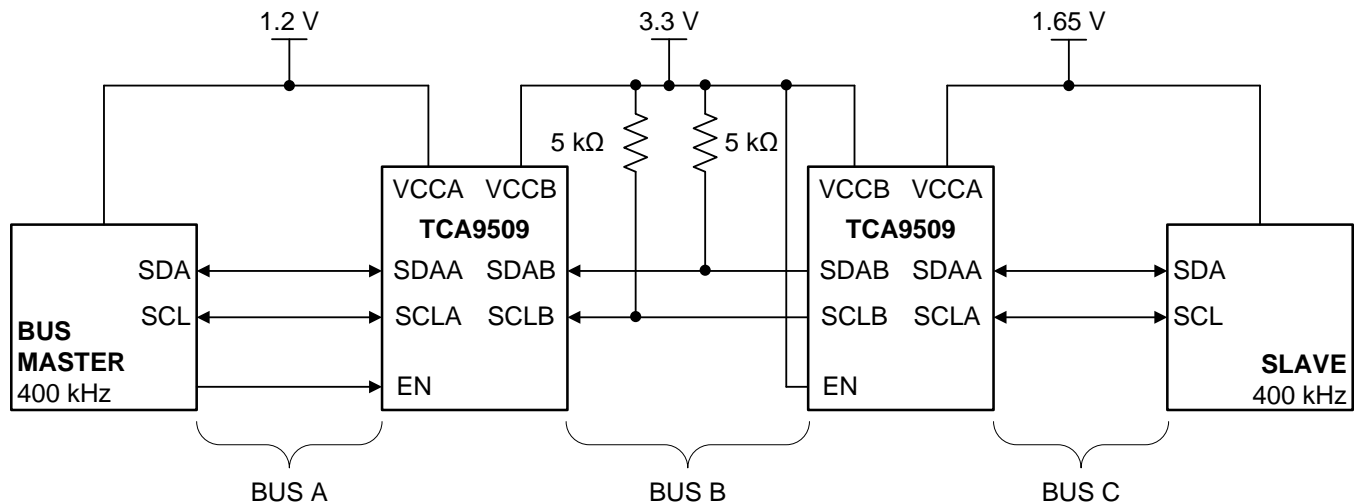 1.2 V
3.3 V
1.65 V
5 kΩ
5 kΩ
VCCA VCCB
TCA9509
SDAA SDAB
SCLA SCLB
EN
VCCB VCCA
TCA9509
SDAB SDAA
SCLB SCLA
EN
SDA
SCL
BUS
MASTER
400 kHz
SDA
SCL
SLAVE
400 kHz
BUS A
BUS B
BUS C